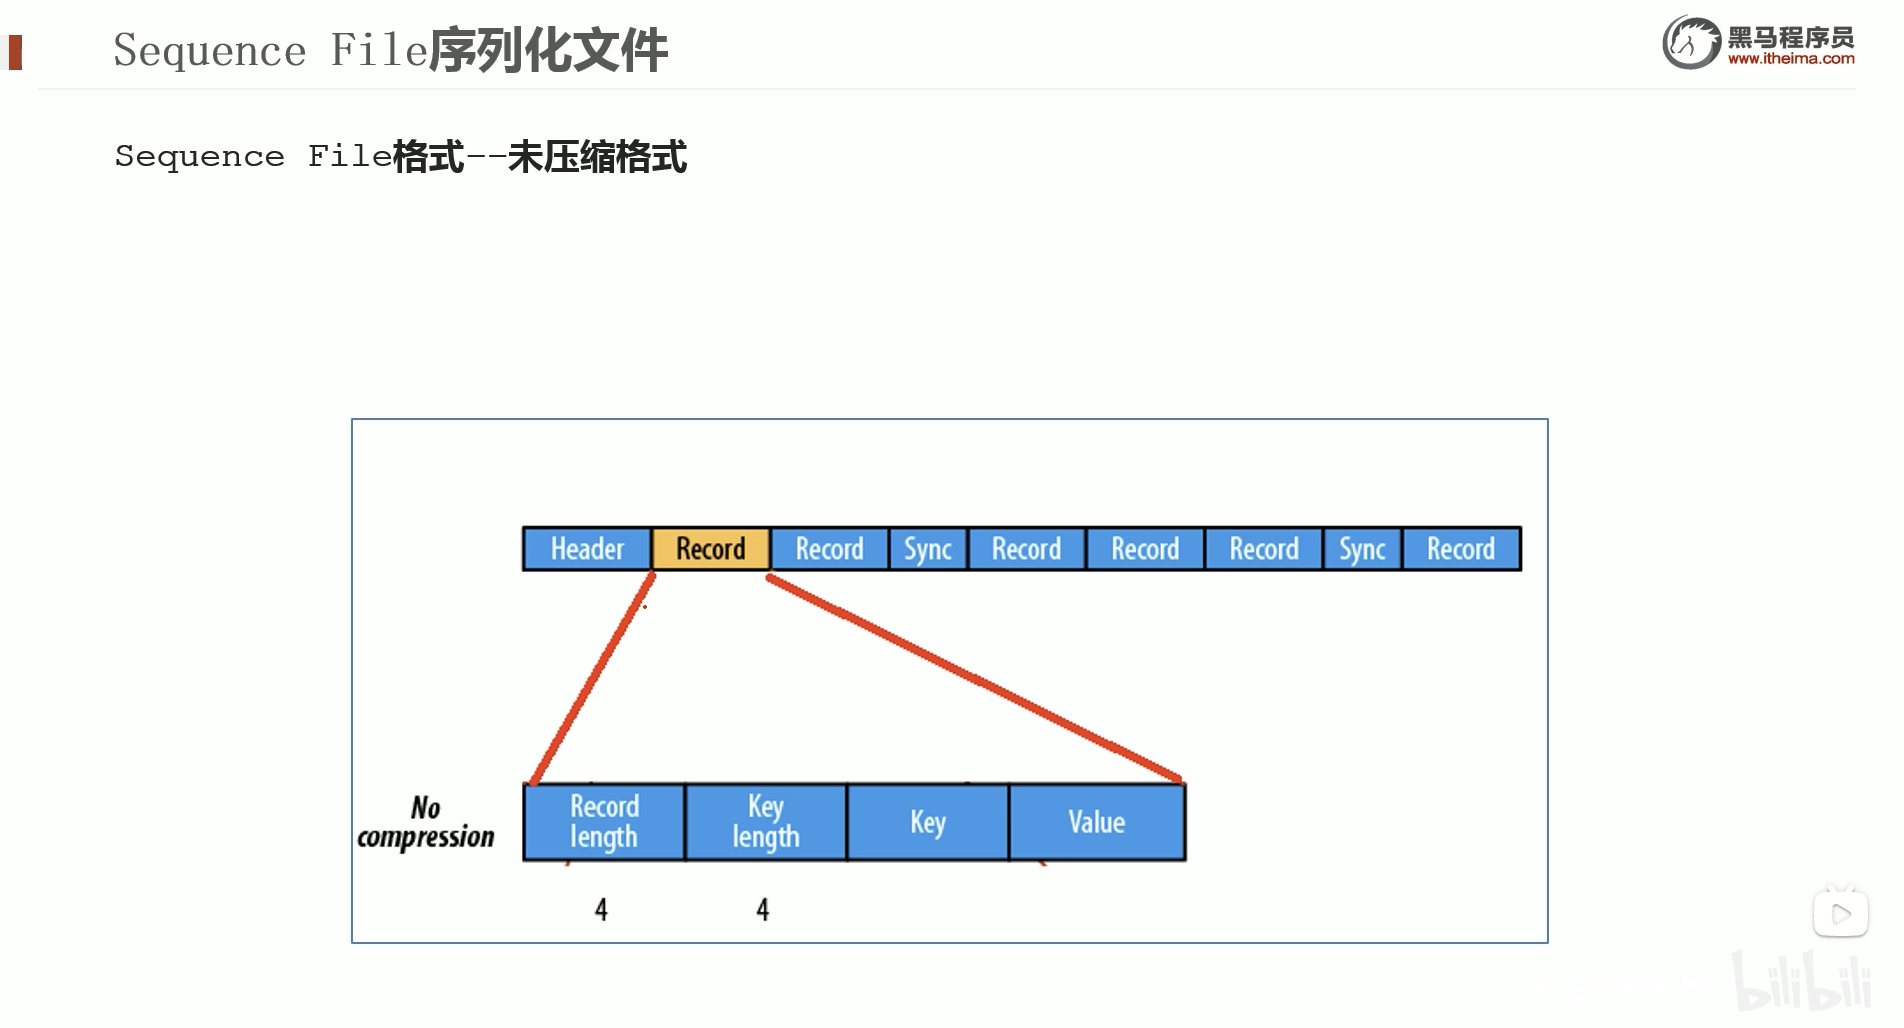 Sequence File序列化文件
黑马程序员
www.itheima.com
Sequence File格式--未压缩格式
Header Record Record Sync Record Record Record Sync Record
No
compression
Record
length
Key
length
Key
Value
4 4
bilibili